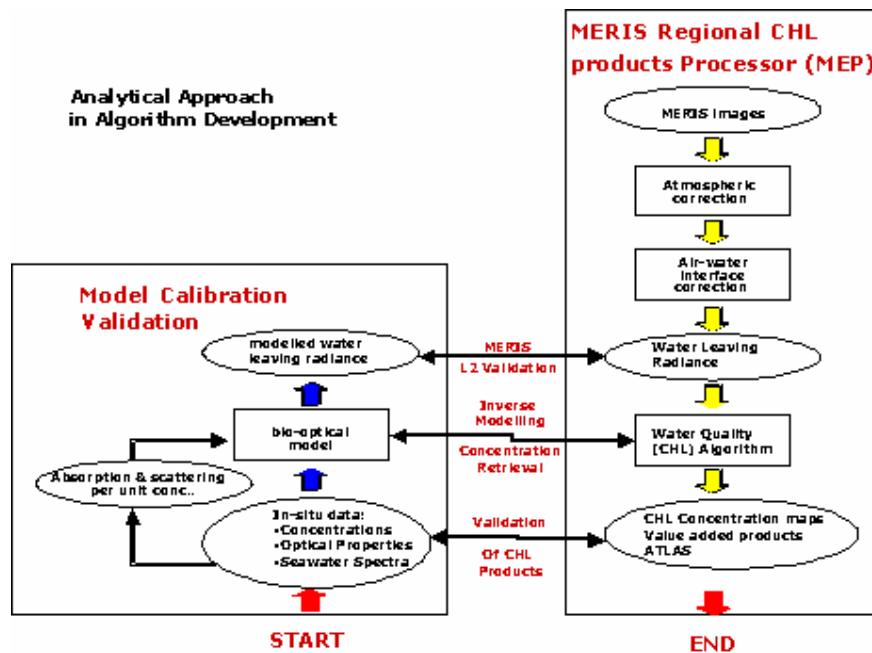 Analytical Approach
in Algorithm Development
MERIS Regional CHL
products Processor (MEP)
MERIS Images
Atmospheric
correction
Air-water
Interface
correction
Water Leaving
Radiance
Water Quality
(CHL) Algorithm
CHL Concentration maps
Value added products
ATLAS
END
Model Calibration
Validation
modelled water
leaving radiance
bio-optical
model
Absorption & scattering
per unit conc..
In-situ data:
•Concentrations
•Optical Properties
•Seawater Spectra
START
MERIS
L2 Validation
Inverse
Modelling
Concentration
Retrieval
Validation
Of CHL
Products